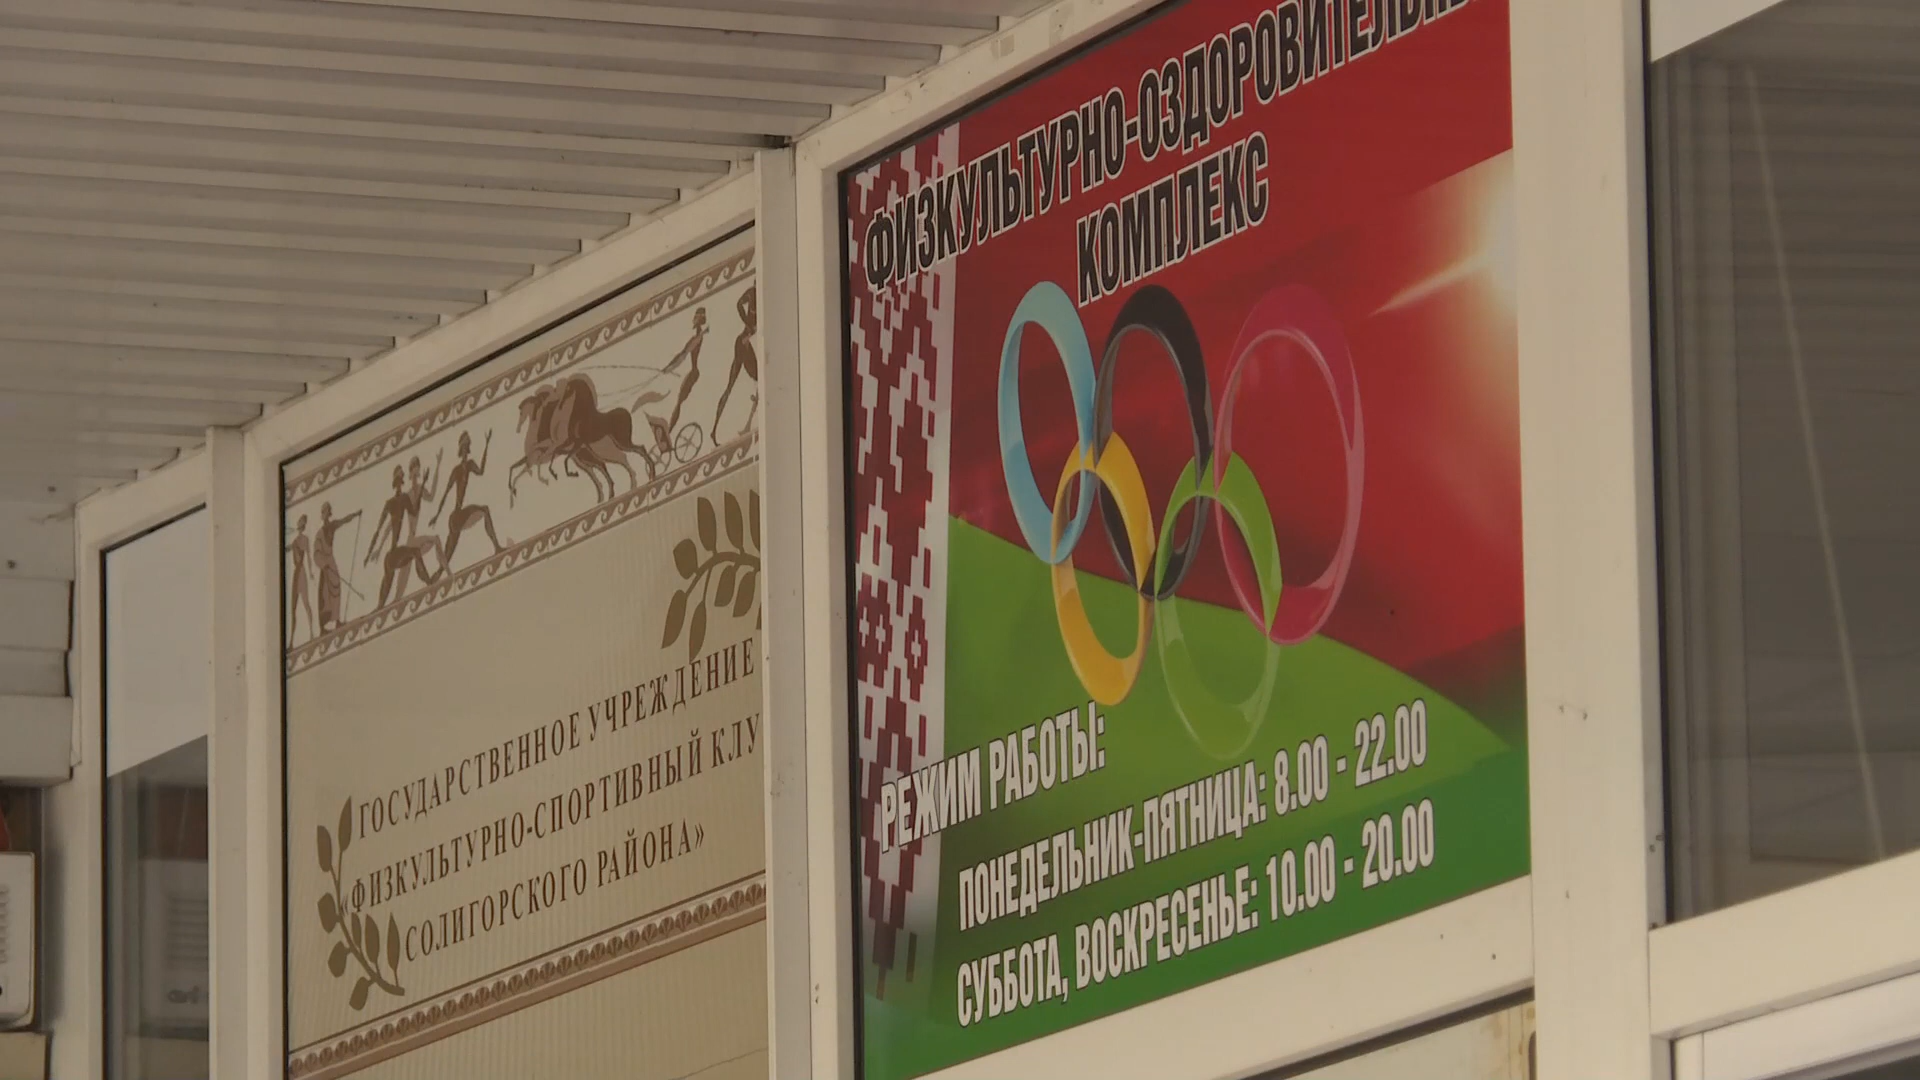 ГОСУДАРСТВЕННОЕ УЧРЕЖДЕНИЕ
«ФИЗКУЛЬТУРНО-СПОРТИВНЫЙ КЛУ
СОЛИГОРСКОГО РАЙОНА»
ФИЗКУЛЬТУРНО-ОЗДОРОВИТЕЛЬНЫ
КОМПЛЕКС
РЕЖИМ РАБОТЫ:
ПОНЕДЕЛЬНИК-ПЯТНИЦА: 8.00 - 22.00
СУББОТА, ВОСКРЕСЕНЬЕ: 10.00 - 20.00